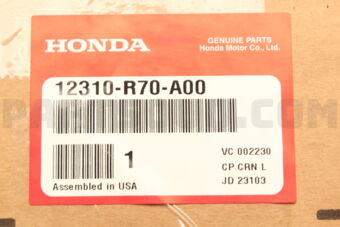 HONDA
GENUINE PARTS
Honda Motor Co., Ltd.
12310-R70-A00
1
VC 002230
CP CRN L
JD 23103
Assembled in USA